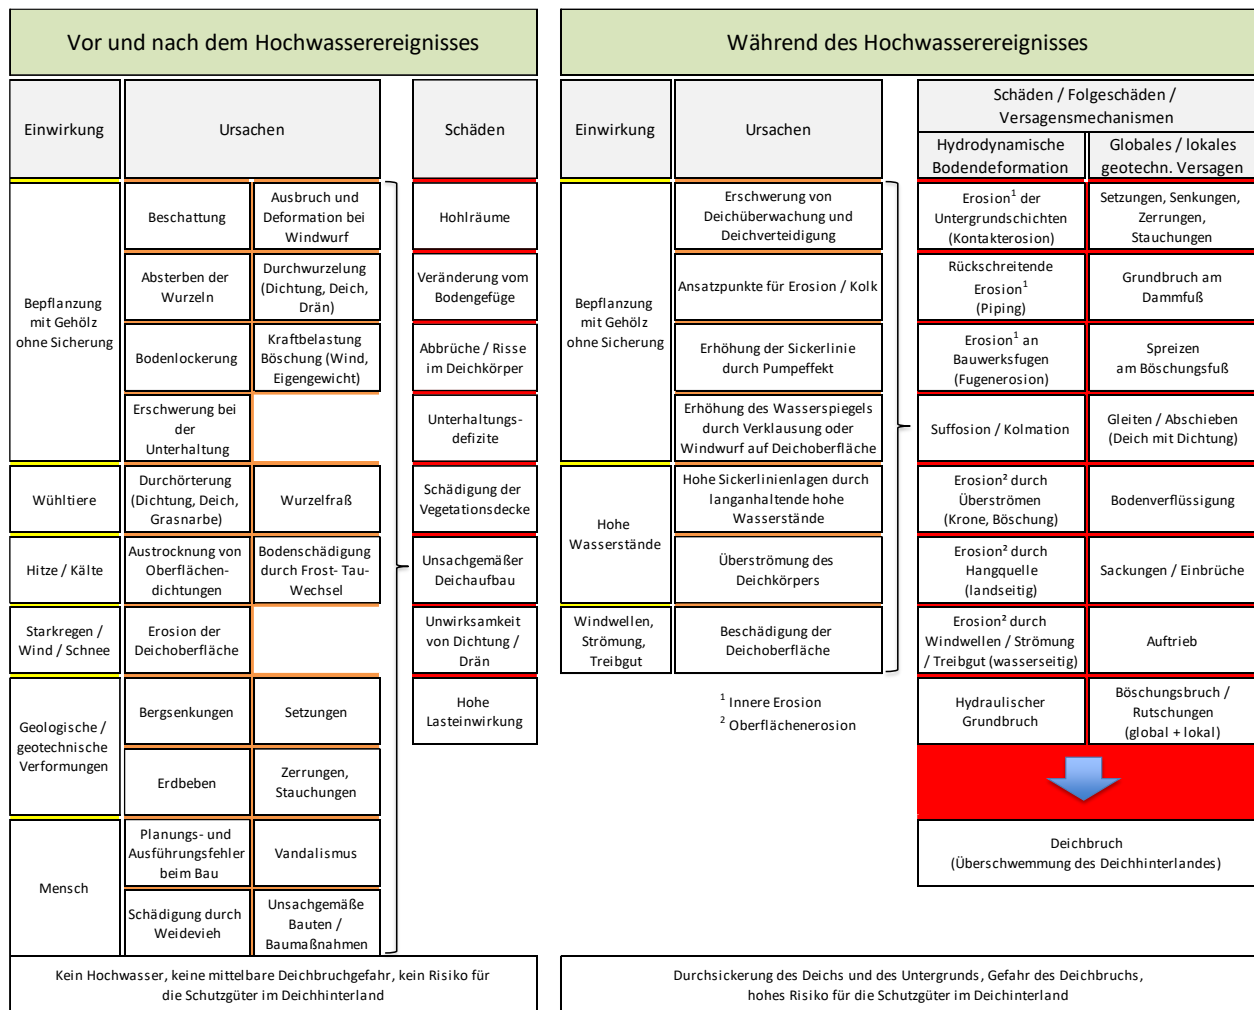 Vor und nach dem Hochwasserereignisses
Einwirkung
Ursachen
Schäden
Bepflanzung
mit Gehölz
ohne Sicherung
Beschattung
Ausbruch und
Deformation bei
Windwurf
Absterben der
Wurzeln
Durchwurzelung
(Dichtung, Deich,
Drän)
Bodenlockerung
Kraftbelastung
Böschung (Wind,
Eigengewicht)
Erschwerung bei
der
Unterhaltung
Wühltiere
Durchörterung
(Dichtung, Deich,
Grasnarbe)
Wurzelfraß
Hitze / Kälte
Austrocknung von
Oberflächen-
dichtungen
Bodenschädigung
durch Frost- Tau-
Wechsel
Starkregen /
Wind / Schnee
Erosion der
Deichoberfläche
Geologische /
geotechnische
Verformungen
Bergsenkungen
Setzungen
Erdbeben
Zerrungen,
Stauchungen
Mensch
Planungs- und
Ausführungsfehler
beim Bau
Vandalismus
Schädigung durch
Weidevieh
Unsachgemäße
Bauten /
Baumaßnahmen
Hohlräume
Veränderung vom
Bodengefüge
Abbrüche / Risse
im Deichkörper
Unterhaltungs-
defizite
Schädigung der
Vegetationsdecke
Unsachgemäßer
Deichaufbau
Unwirksamkeit
von Dichtung /
Drän
Hohe
Lasteinwirkung
Kein Hochwasser, keine mittelbare Deichbruchgefahr, kein Risiko für
die Schutzgüter im Deichhinterland
Während des Hochwasserereignisses
Einwirkung
Ursachen
Schäden / Folgeschäden /
Versagensmechanismen
Hydrodynamische
Bodendeformation
Globales / lokales
geotechn. Versagen
Bepflanzung
mit Gehölz
ohne Sicherung
Erschwerung von
Deichüberwachung und
Deichverteidigung
Ansatzpunkte für Erosion / Kolk
Erhöhung der Sickerlinie
durch Pumpeffekt
Erhöhung des Wasserspiegels
durch Verklausung oder
Windwurf auf Deichoberfläche
Hohe
Wasserstände
Hohe Sickerlinienlagen durch
langanhaltende hohe
Wasserstände
Überströmung des
Deichkörpers
Windwellen,
Strömung,
Treibgut
Beschädigung der
Deichoberfläche
¹ Innere Erosion
² Oberflächenerosion
Erosion¹ der
Untergrundschichten
(Kontakterosion)
Setzungen, Senkungen,
Zerrungen,
Stauchungen
Rückschreitende
Erosion¹
(Piping)
Grundbruch am
Dammfuß
Erosion¹ an
Bauwerksfugen
(Fugenerosion)
Spreizen
am Böschungsfuß
Suffosion / Kolmation
Gleiten / Abschieben
(Deich mit Dichtung)
Erosion² durch
Überströmen
(Krone, Böschung)
Bodenverflüssigung
Erosion² durch
Hangquelle
(landseitig)
Sackungen / Einbrüche
Erosion² durch
Windwellen / Strömung
/ Treibgut (wasserseitig)
Auftrieb
Hydraulischer
Grundbruch
Böschungsbruch /
Rutschungen
(global + lokal)
Deichbruch
(Überschwemmung des Deichhinterlandes)
Durchsickerung des Deichs und des Untergrunds, Gefahr des Deichbruchs,
hohes Risiko für die Schutzgüter im Deichinterland